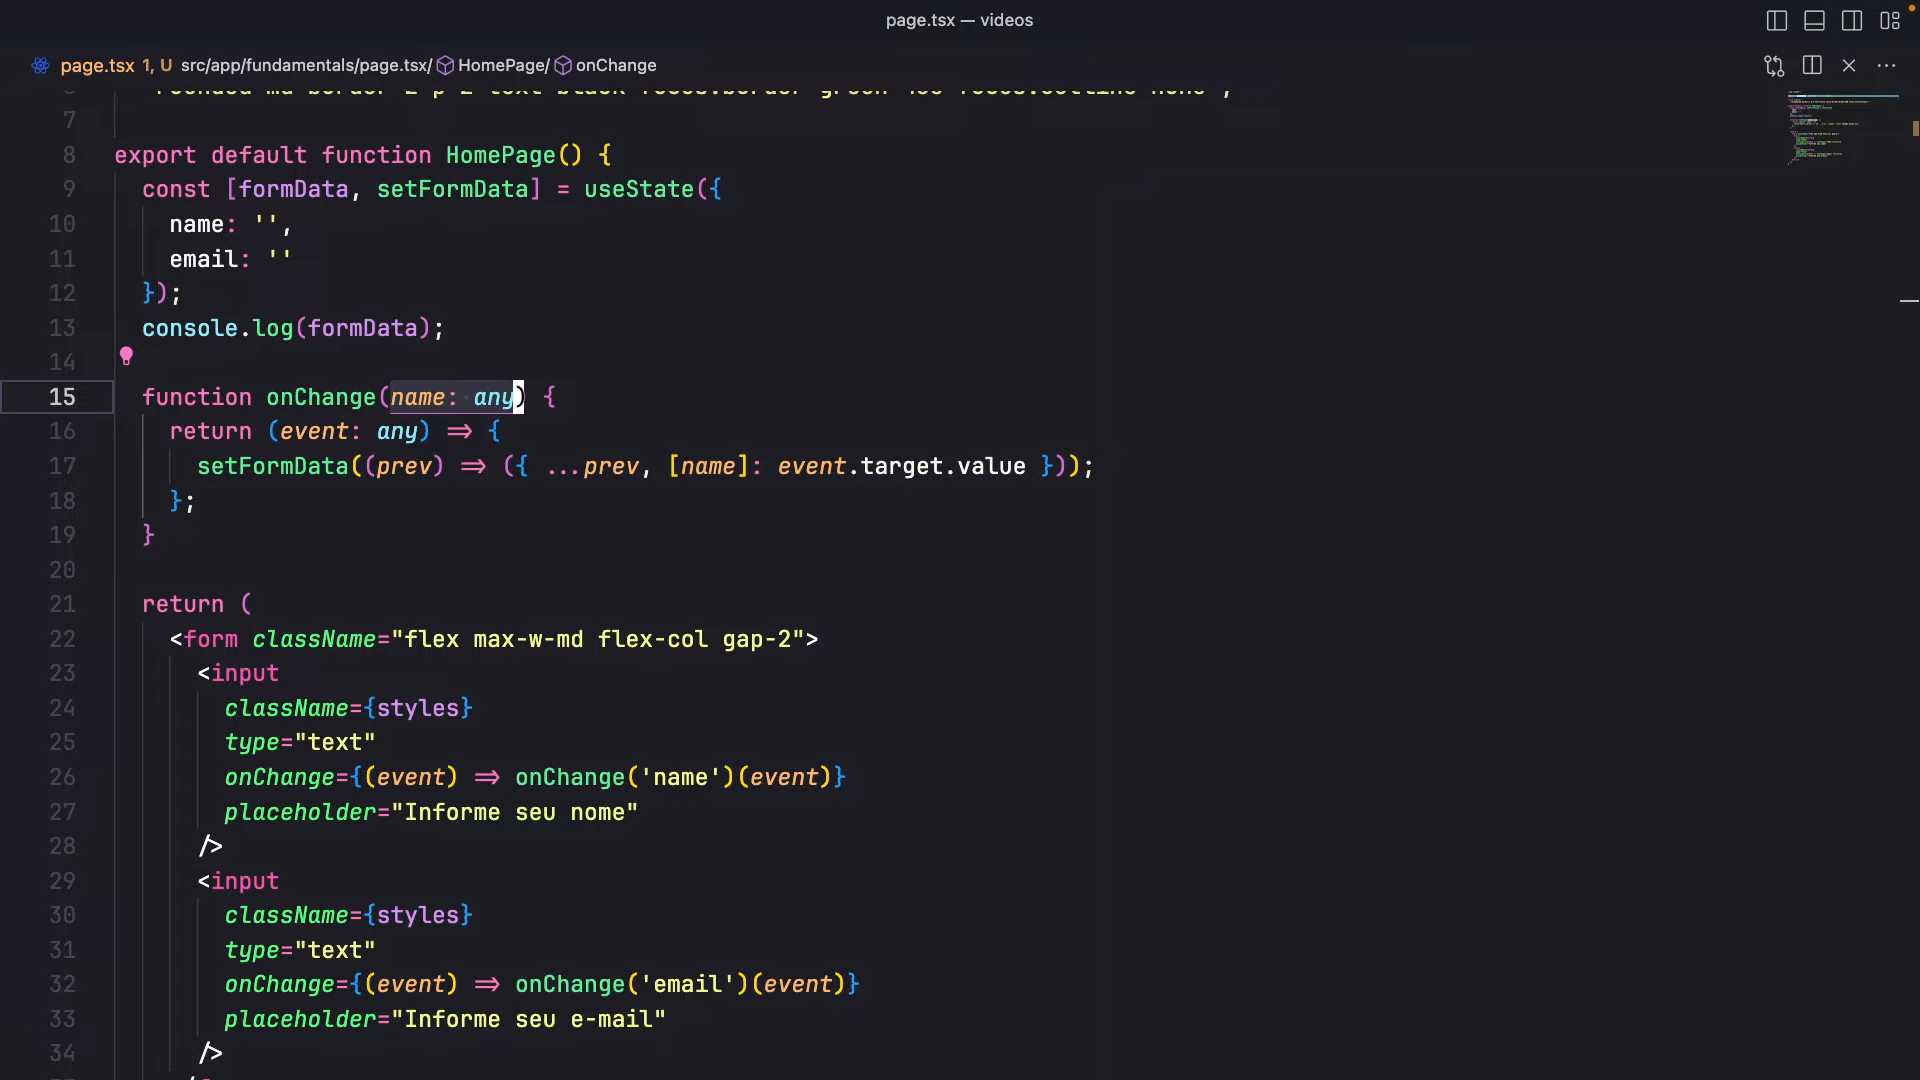 page.tsx — videos
page.tsx 1, U src/app/fundamentals/page.tsx/ HomePage/ onChange
7
8 export default function HomePage() {
9 const [formData, setFormData] = useState({
10 name: '',
11 email: ''
12 });
13 console.log(formData);
14
15 function onChange(name: any) {
16 return (event: any) => {
17 setFormData((prev) => ({ ...prev, [name]: event.target.value }));
18 };
19 }
20
21 return (
22 <form className="flex max-w-md flex-col gap-2">
23 <input
24 className={styles}
25 type="text"
26 onChange={(event) => onChange('name')(event)}
27 placeholder="Informe seu nome"
28 />
29 <input
30 className={styles}
31 type="text"
32 onChange={(event) => onChange('email')(event)}
33 placeholder="Informe seu e-mail"
34 />